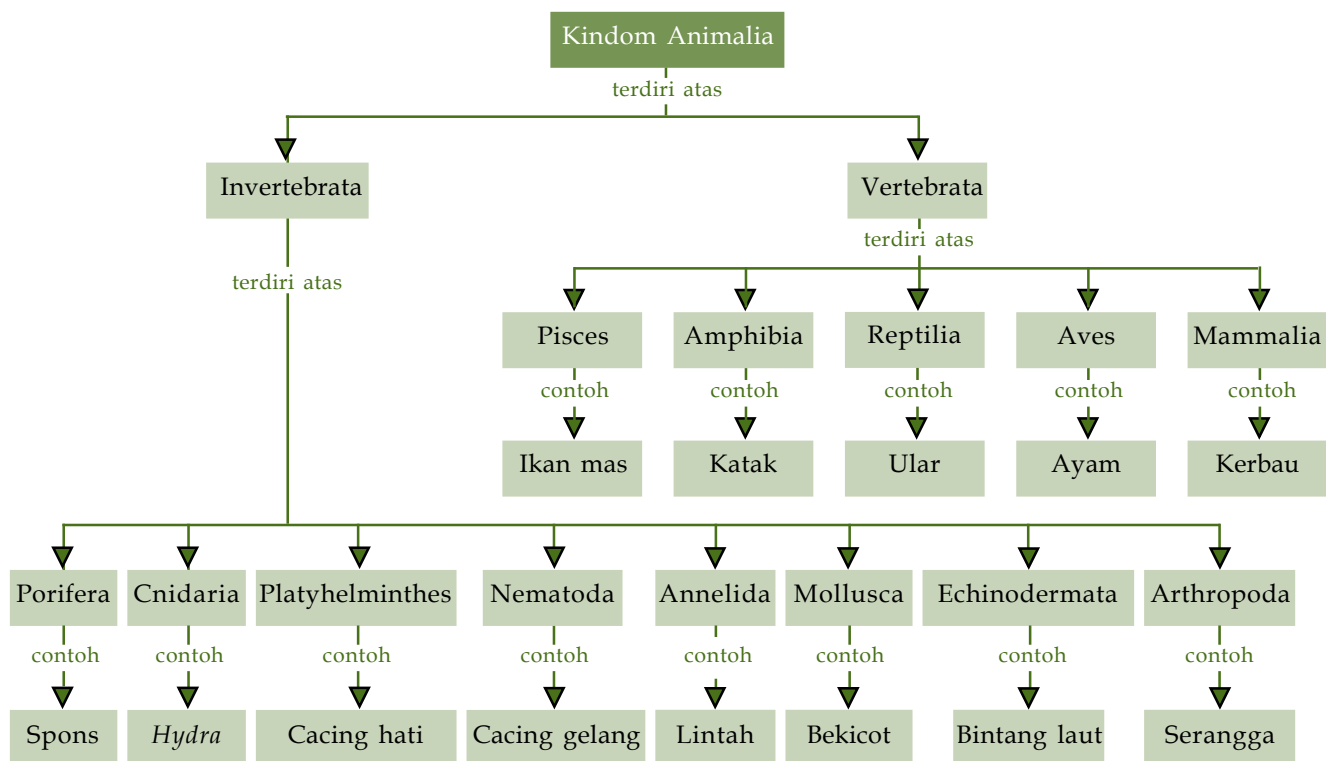 Kindom Animalia
terdiri atas
Invertebrata
Vertebrata
terdiri atas
terdiri atas
Pisces
Amphibia
Reptilia
Aves
Mammalia
contoh
contoh
contoh
contoh
contoh
Ikan mas
Katak
Ular
Ayam
Kerbau
Porifera
Cnidaria
Platyhelminthes
Nematoda
Annelida
Mollusca
Echinodermata
Arthropoda
contoh
contoh
contoh
contoh
contoh
contoh
contoh
contoh
Spons
Hydra
Cacing hati
Cacing gelang
Lintah
Bekicot
Bintang laut
Serangga